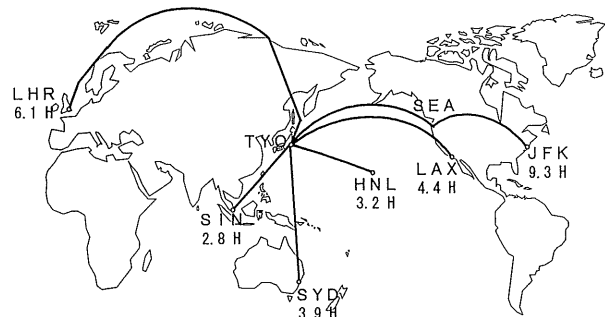 LHR
6.1 H
TYO
SEA
JFK
9.3 H
LAX
4.4 H
HNL
3.2 H
SIN
2.8 H
SYD
3.9 H